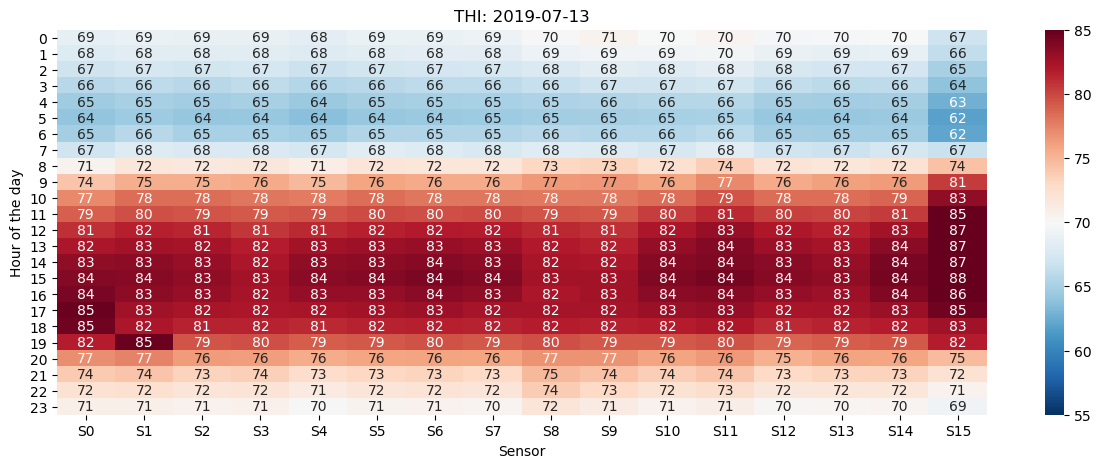 THI: 2019-07-13
Hour of the day
0 69 69 69 69 68 69 69 69 70 71 70 70 70 70 70 67
1 68 68 68 68 68 68 68 68 69 69 69 70 69 69 69 66
2 67 67 67 67 67 67 67 67 68 68 68 68 68 67 67 65
3 66 66 66 66 66 66 66 66 66 67 67 67 66 66 66 64
4 65 65 65 65 64 65 65 65 65 66 66 66 65 65 65 63
5 64 65 64 64 64 64 64 64 65 65 65 65 64 64 64 62
6 65 66 65 65 65 65 65 65 66 66 66 66 65 65 65 62
7 67 68 68 68 67 68 68 68 68 68 67 68 67 67 67 67
8 71 72 72 72 71 72 72 72 73 73 72 74 72 72 72 74
9 74 75 75 76 75 76 76 76 77 77 76 77 76 76 76 81
10 77 78 78 78 78 78 78 78 78 78 78 79 78 78 79 83
11 79 80 79 79 79 80 80 80 79 79 80 81 80 80 81 85
12 81 82 81 81 81 82 82 82 81 81 82 83 82 82 83 87
13 82 83 82 82 83 83 83 83 82 82 83 84 83 83 84 87
14 83 83 83 82 83 83 84 83 82 82 83 84 83 83 84 87
15 84 84 83 83 84 84 84 84 83 83 84 84 84 83 84 88
16 84 83 83 82 83 83 84 83 82 83 84 84 83 83 84 86
17 85 83 82 82 82 82 83 82 82 82 83 83 82 82 83 85
18 85 82 81 82 81 82 82 82 82 82 82 82 81 82 82 83
19 82 85 79 80 79 79 80 79 80 79 79 80 79 79 79 82
20 77 77 76 76 76 76 76 76 77 77 76 76 75 76 76 75
21 74 74 73 74 73 73 73 73 75 74 74 74 73 73 73 72
22 72 72 72 72 71 72 72 72 74 73 72 73 72 72 72 71
23 71 71 71 71 70 71 71 70 72 71 71 71 70 70 70 69
S0 S1 S2 S3 S4 S5 S6 S7 S8 S9 S10 S11 S12 S13 S14 S15
Sensor
85
80
75
70
65
60
55